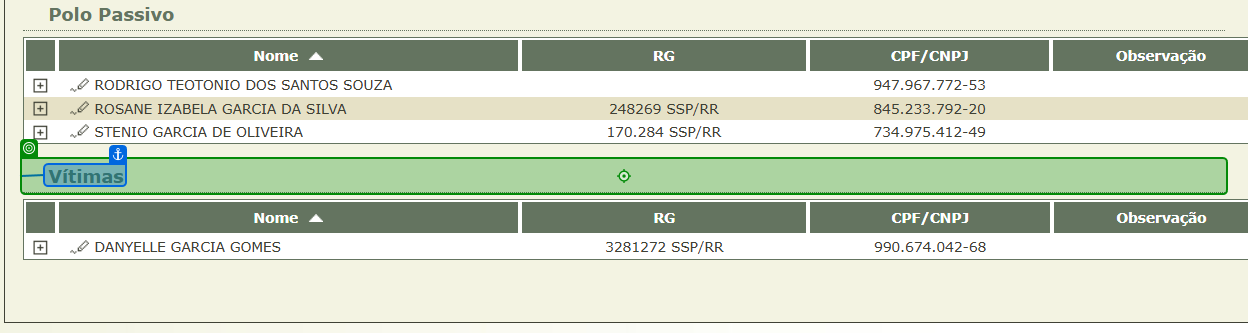 Polo Passivo
Nome RG CPF/CNPJ Observação
RODRIGO TEOTONIO DOS SANTOS SOUZA 947.967.772-53
ROSANE IZABELA GARCIA DA SILVA 248269 SSP/RR 845.233.792-20
STENIO GARCIA DE OLIVEIRA 170.284 SSP/RR 734.975.412-49
Vítimas
Nome RG CPF/CNPJ Observação
DANYELLE GARCIA GOMES 3281272 SSP/RR 990.674.042-68